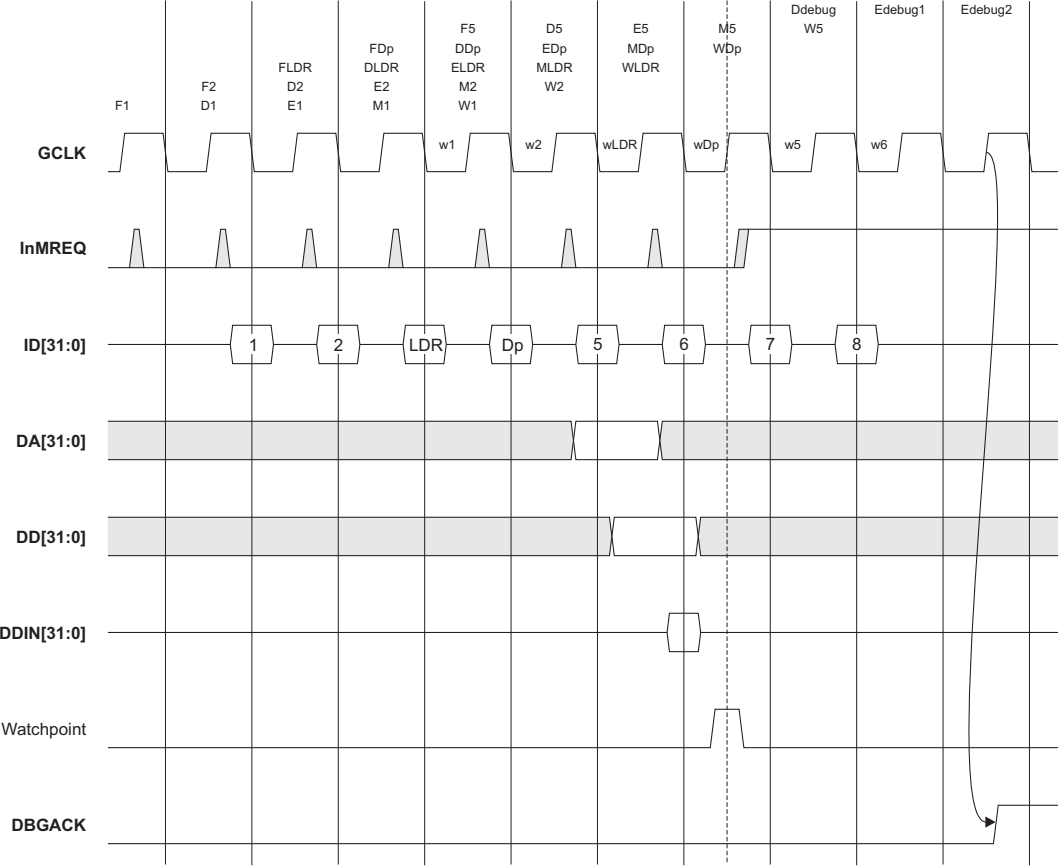 Ddebug Edebug1 Edebug2
F5 D5 E5 M5 W5
FDp DDp EDp MDp WDp
FLDR DLDR ELDR MLDR WLDR
F2 D2 E2 M2 W2
F1 D1 E1 M1 W1
GCLK w1 w2 wLDR wDp w5 w6
InMREQ
ID[31:0] 1 2 LDR Dp 5 6 7 8
DA[31:0]
DD[31:0]
DDIN[31:0]
Watchpoint
DBGACK